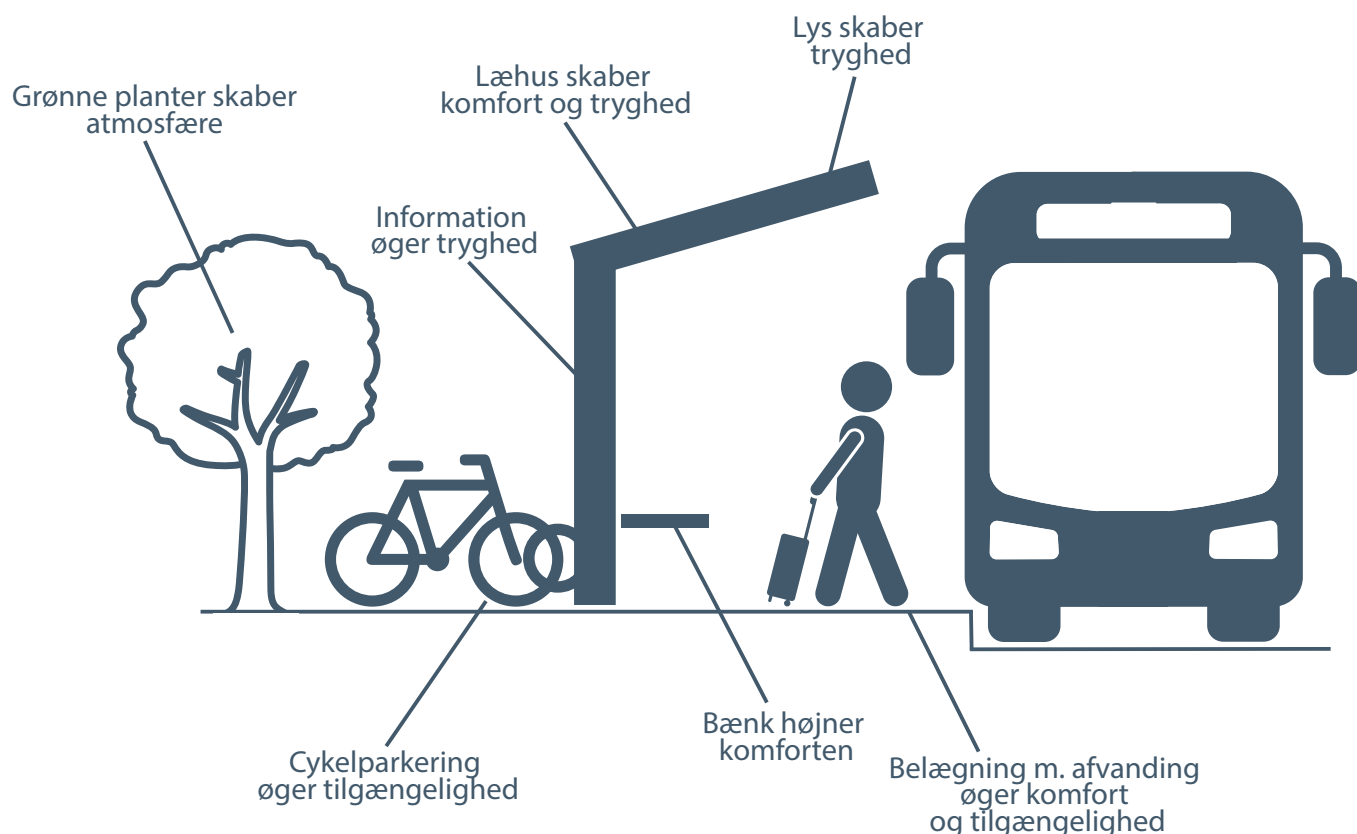 Lys skaber
tryghed
Læhus skaber
komfort og tryghed
Grønne planter skaber
atmosfære
Information
øger tryghed
Bænk højner
komforten
Cykelparkering
øger tilgængelighed
Belægning m. afvanding
øger komfort
og tilgængelighed